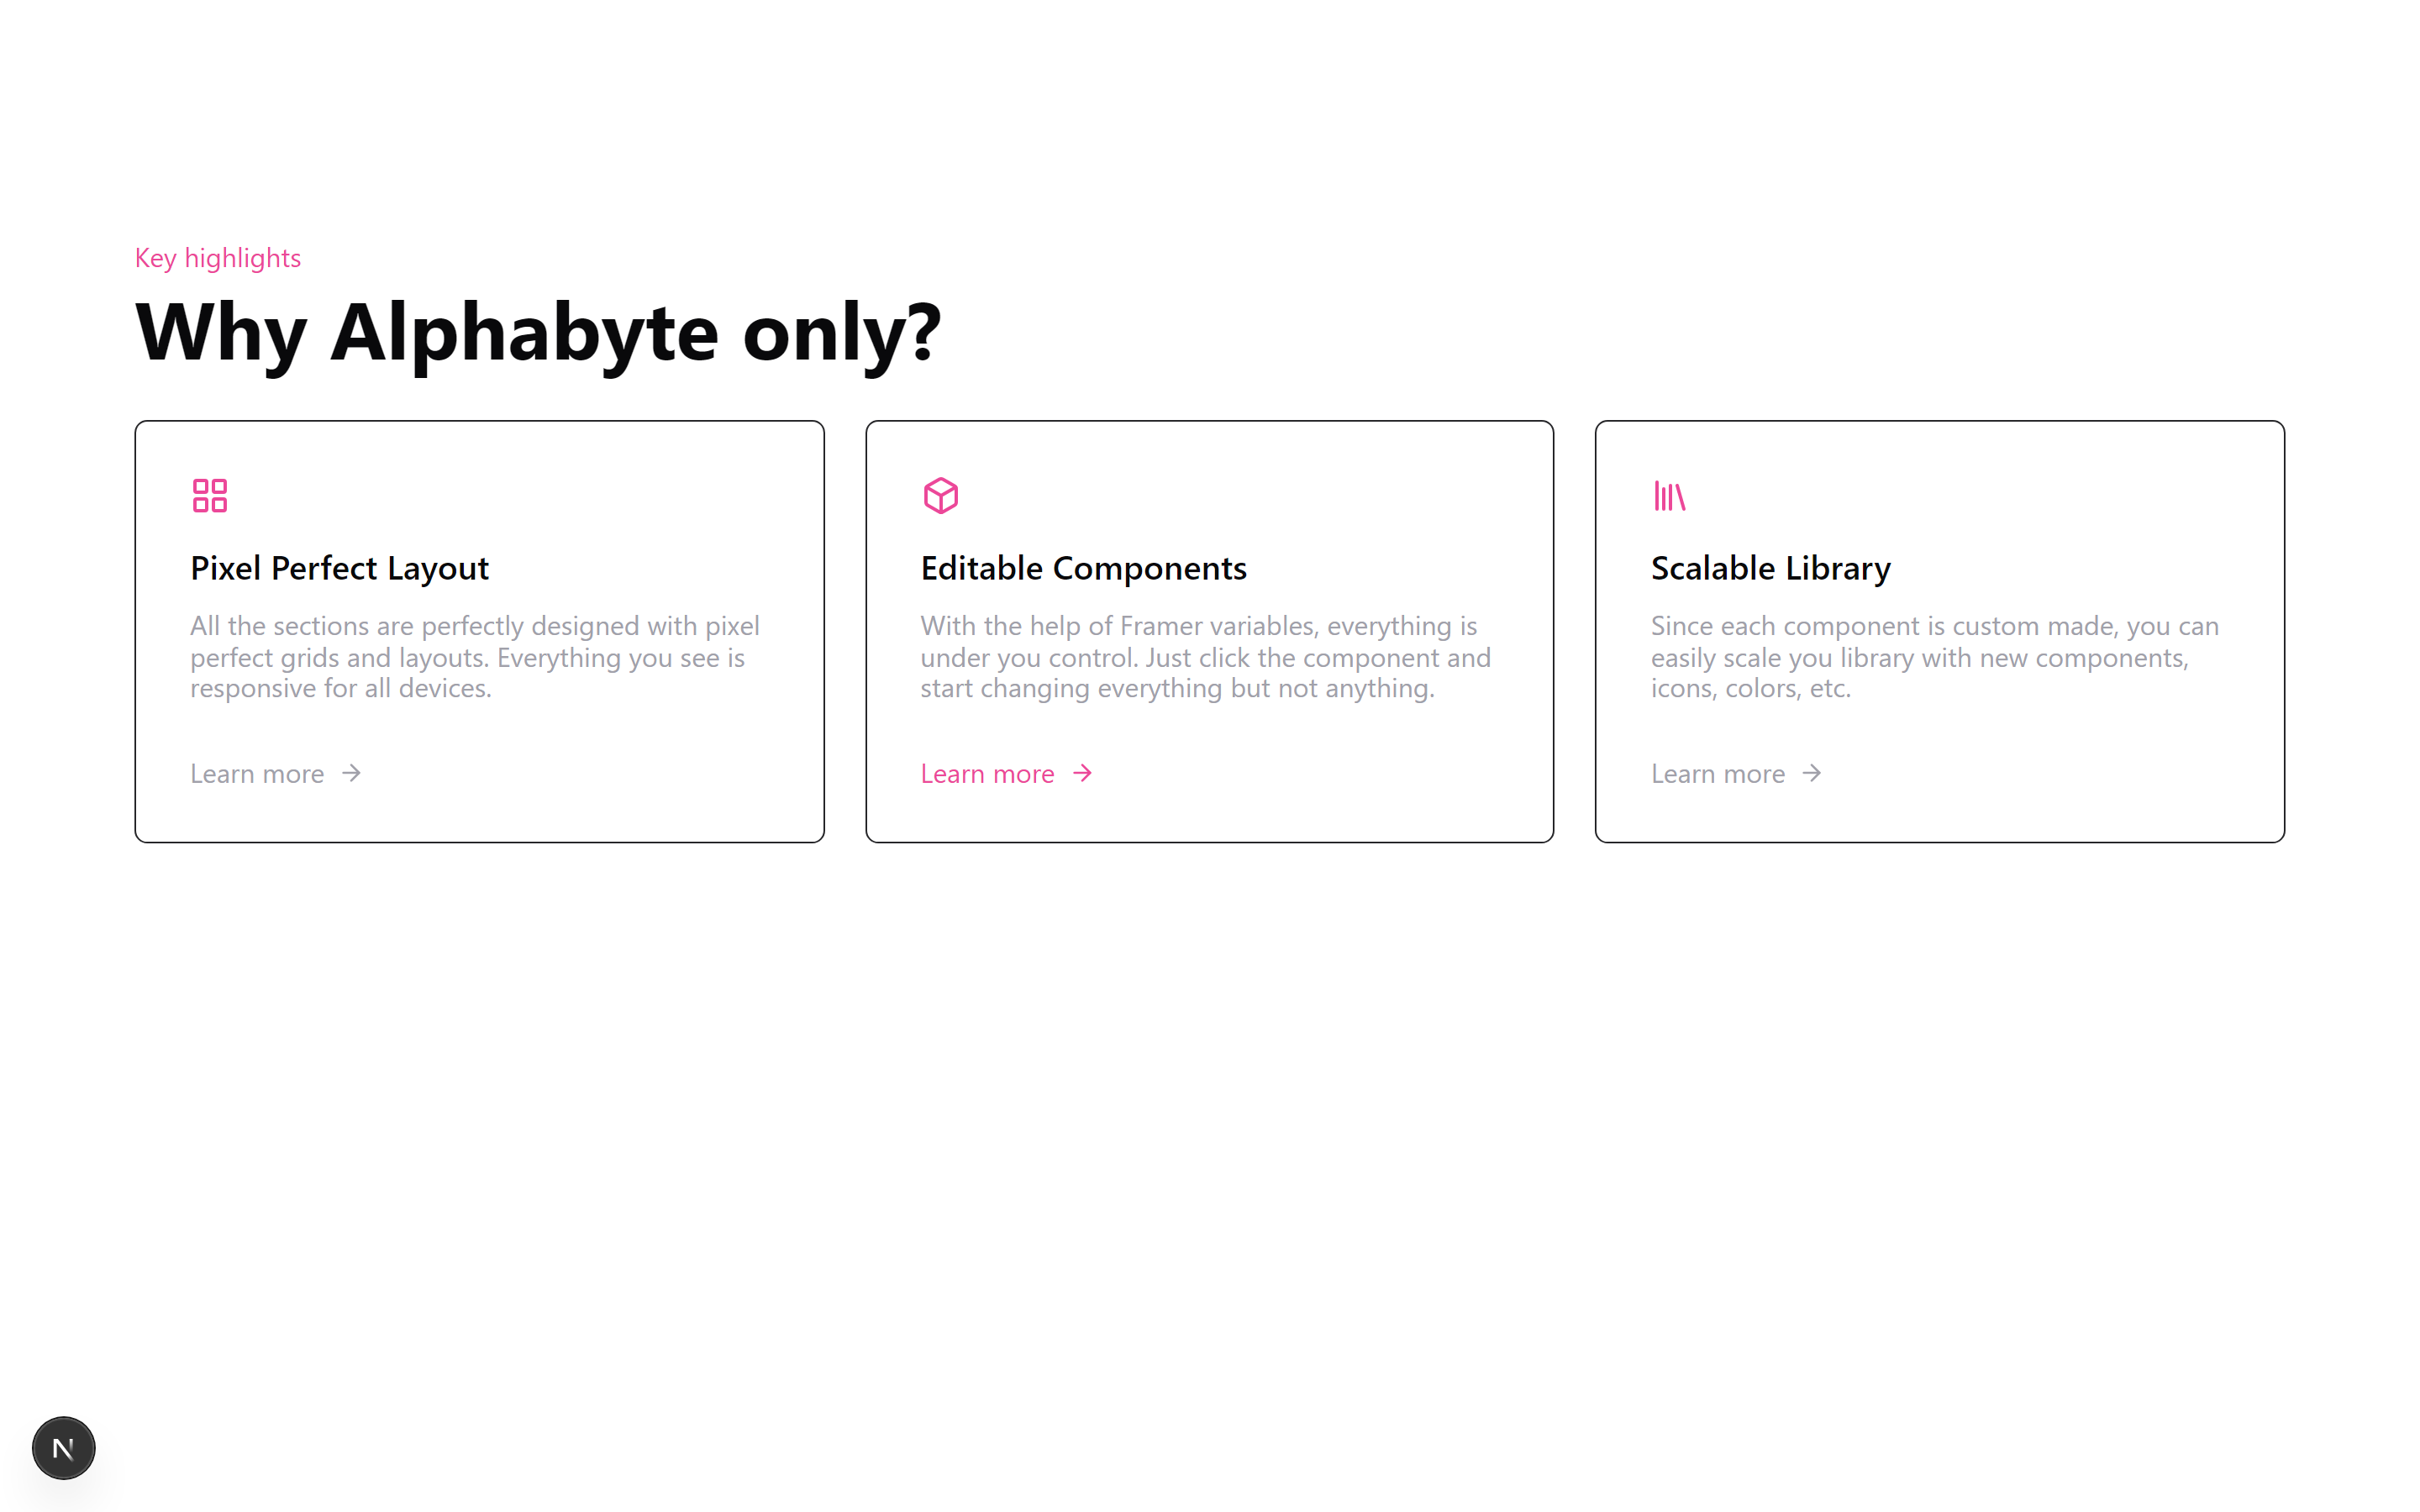 Key highlights
Why Alphabyte only?
Pixel Perfect Layout
All the sections are perfectly designed with pixel
perfect grids and layouts. Everything you see is
responsive for all devices.
Learn more
Editable Components
With the help of Framer variables, everything is
under you control. Just click the component and
start changing everything but not anything.
Learn more
Scalable Library
Since each component is custom made, you can
easily scale you library with new components,
icons, colors, etc.
Learn more
N